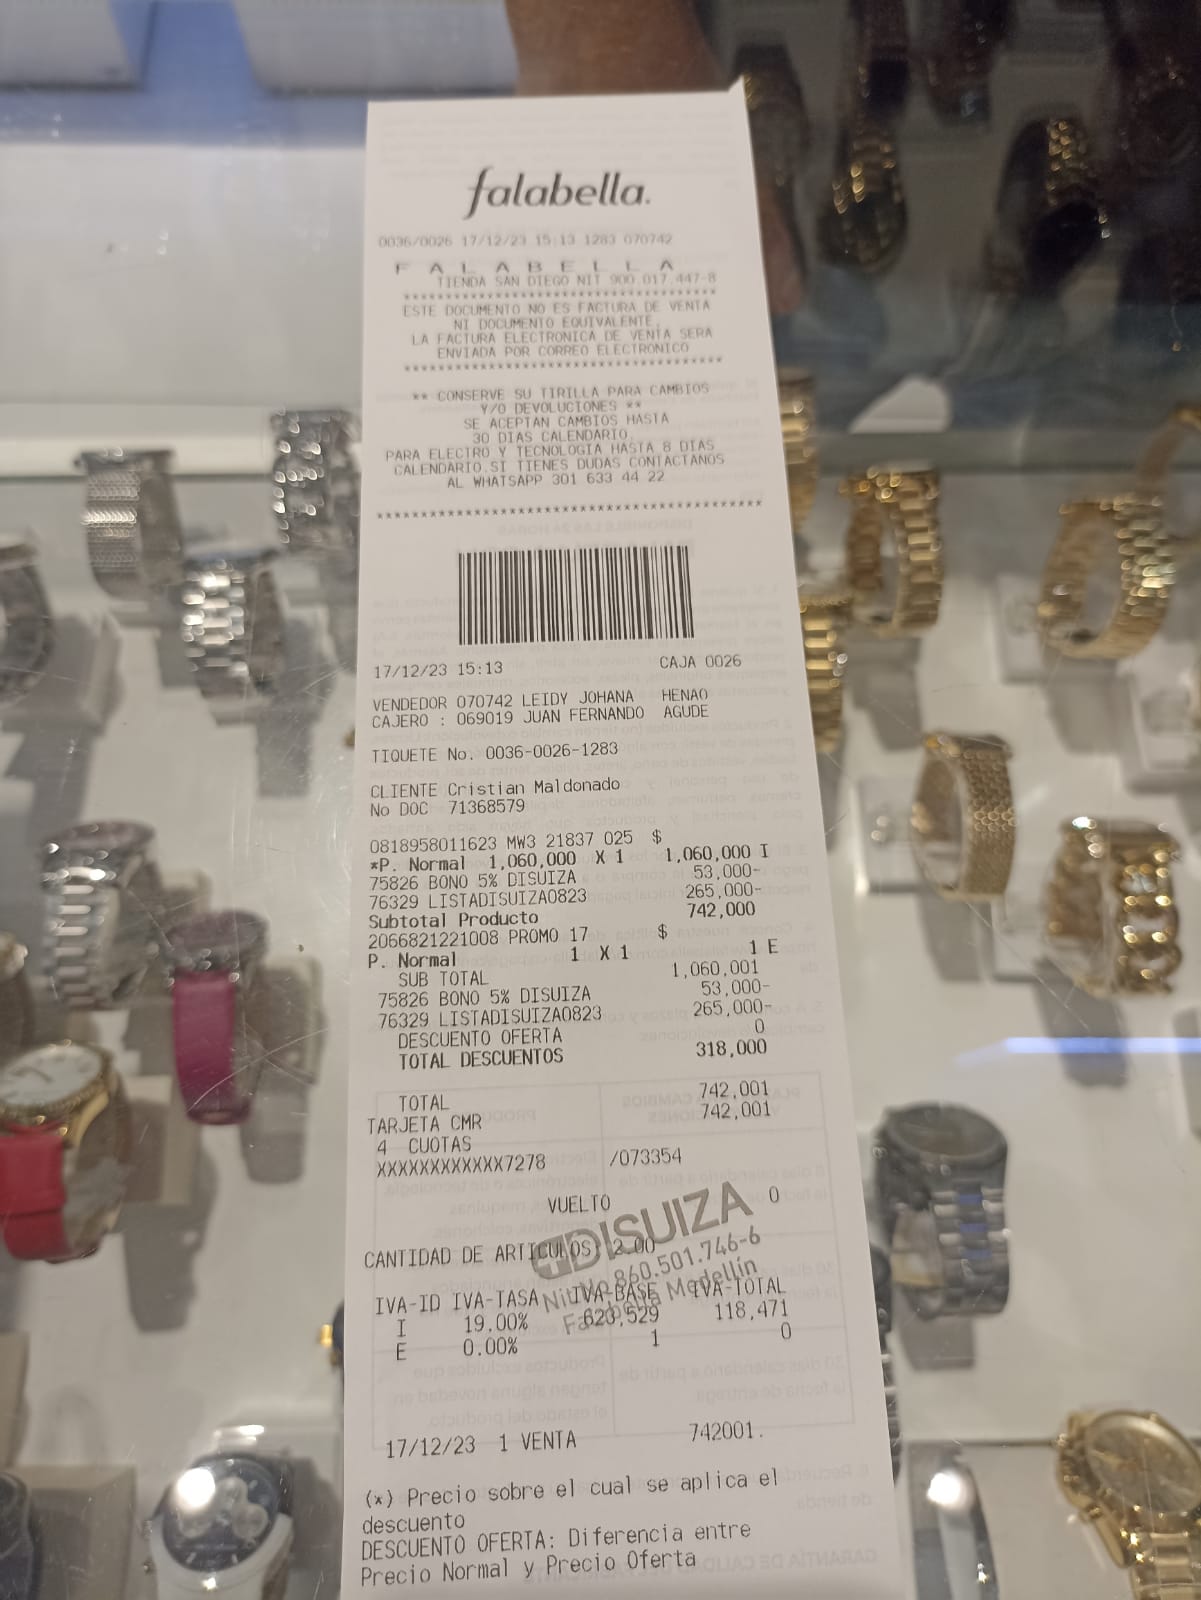 falabella.
0036/0026 17/12/23 15:13 1283 070742
F A L A B E L L A
TIENDA SAN DIEGO NIT 900.017.447-8
****************************************
ESTE DOCUMENTO NO ES FACTURA DE VENTA
NI DOCUMENTO EQUIVALENTE,
LA FACTURA ELECTRONICA DE VENTA SERA
ENVIADA POR CORREO ELECTRONICO
****************************************
** CONSERVE SU TIRILLA PARA CAMBIOS
Y/O DEVOLUCIONES **
SE ACEPTAN CAMBIOS HASTA
30 DIAS CALENDARIO,
PARA ELECTRO Y TECNOLOGIA HASTA 8 DIAS
CALENDARIO.SI TIENES DUDAS CONTACTANOS
AL WHATSAPP 301 633 44 22
****************************************
17/12/23 15:13 CAJA 0026
VENDEDOR 070742 LEIDY JOHANA HENAO
CAJERO : 069019 JUAN FERNANDO AGUDE
TIQUETE No. 0036-0026-1283
CLIENTE Cristian Maldonado
No DOC 71368579
0818958011623 MW3 21837 025 $
*P. Normal 1,060,000 X 1 1,060,000 I
75826 BONO 5% DISUIZA 53,000-
76329 LISTADISUIZA0823 265,000-
Subtotal Producto 742,000
2066821221008 PROMO 17 $
P. Normal 1 X 1 1 E
SUB TOTAL 1,060,001
75826 BONO 5% DISUIZA 53,000-
76329 LISTADISUIZA0823 265,000-
DESCUENTO OFERTA 0
TOTAL DESCUENTOS 318,000
TOTAL 742,001
TARJETA CMR 742,001
4 CUOTAS
XXXXXXXXXXXX7278 /073354
VUELTO 0
DISUIZA
CANTIDAD DE ARTICULOS 2.00
Nit No 860.501.746-6
Falabella Medellín
IVA-ID IVA-TASA IVA-BASE IVA-TOTAL
I 19.00% 623,529 118,471
E 0.00% 1 0
17/12/23 1 VENTA 742001.
(*) Precio sobre el cual se aplica el
descuento
DESCUENTO OFERTA: Diferencia entre
Precio Normal y Precio Oferta